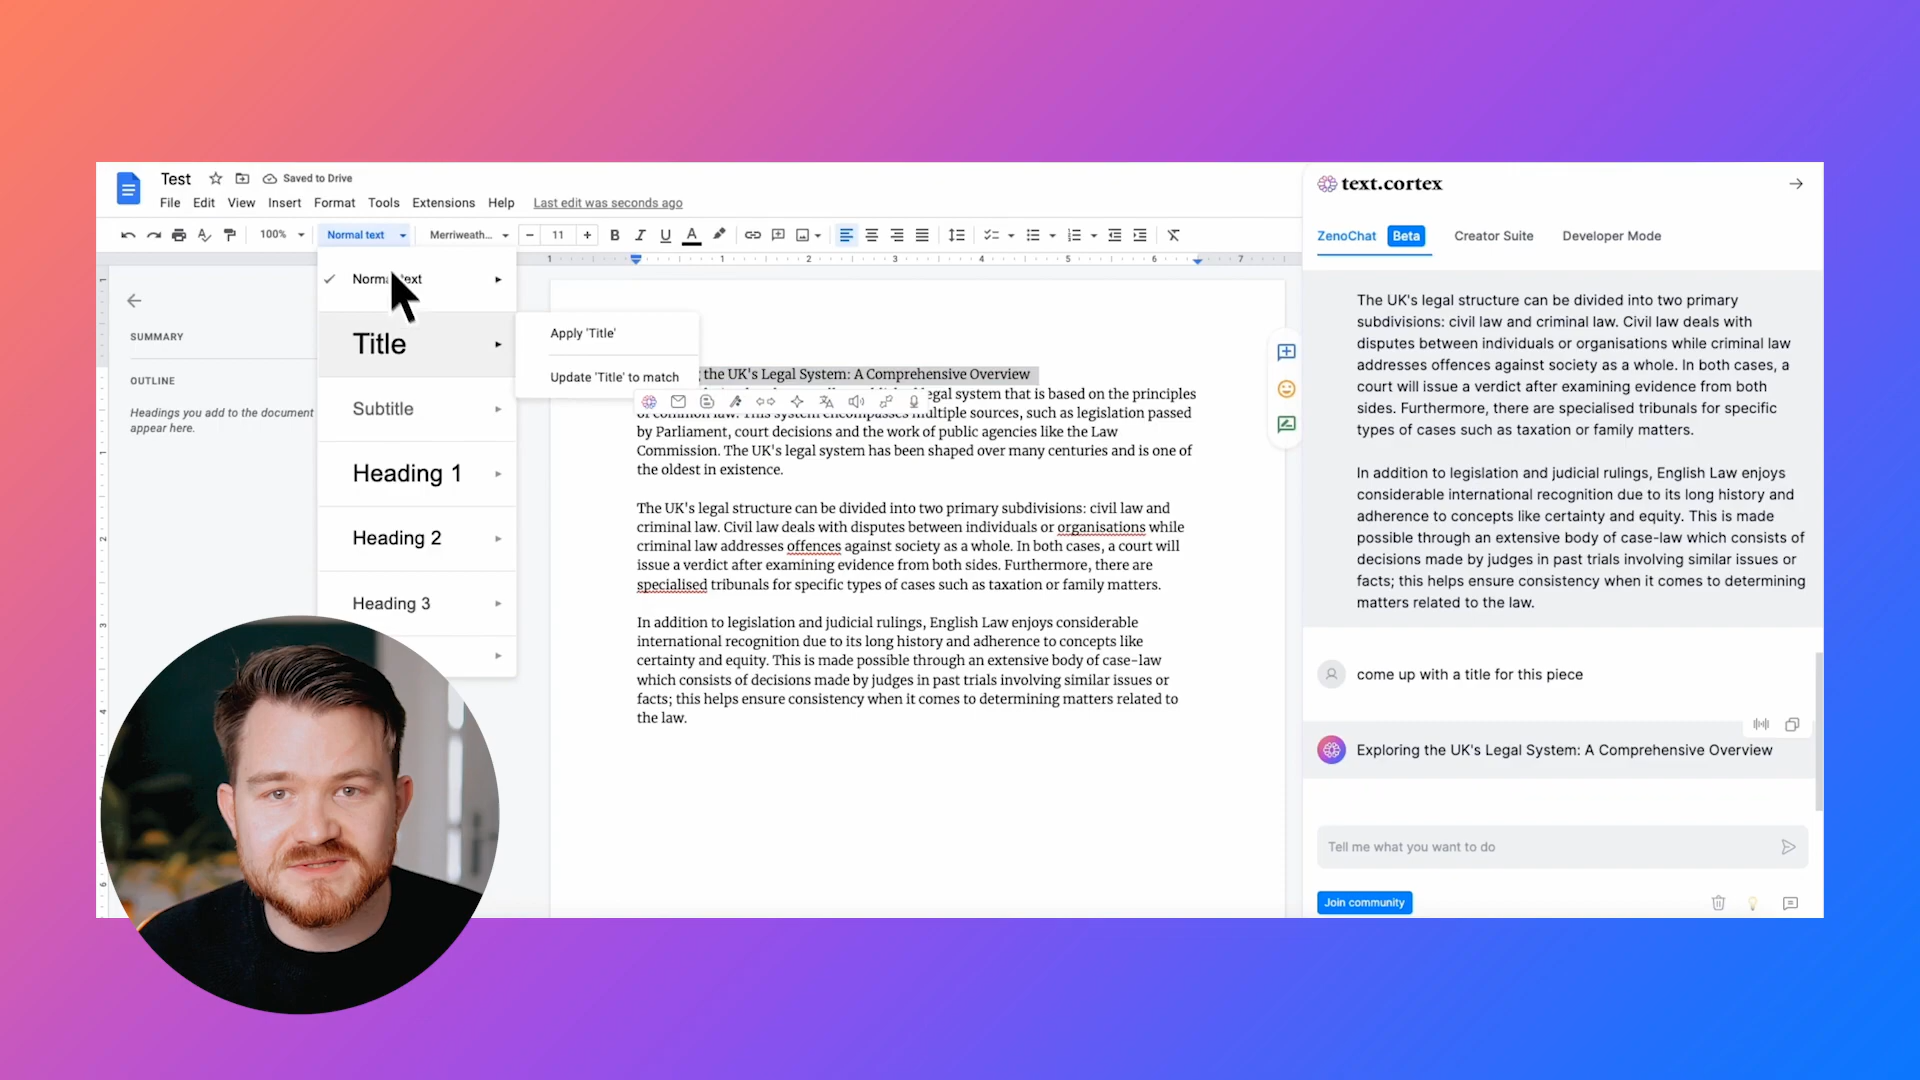 Test
Saved to Drive
File Edit View Insert Format Tools Extensions Help Last edit was seconds ago
100% Normal text Merriweath... − 11 + B I U A
SUMMARY
OUTLINE
Headings you add to the document
appear here.
Normal text
Title
Subtitle
Heading 1
Heading 2
Heading 3
Apply 'Title'
Update 'Title' to match
the UK's Legal System: A Comprehensive Overview
legal system that is based on the principles
of common law. This system encompasses multiple sources, such as legislation passed
by Parliament, court decisions and the work of public agencies like the Law
Commission. The UK's legal system has been shaped over many centuries and is one of
the oldest in existence.
The UK's legal structure can be divided into two primary subdivisions: civil law and
criminal law. Civil law deals with disputes between individuals or organisations while
criminal law addresses offences against society as a whole. In both cases, a court will
issue a verdict after examining evidence from both sides. Furthermore, there are
specialised tribunals for specific types of cases such as taxation or family matters.
In addition to legislation and judicial rulings, English Law enjoys considerable
international recognition due to its long history and adherence to concepts like
certainty and equity. This is made possible through an extensive body of case-law
which consists of decisions made by judges in past trials involving similar issues or
facts; this helps ensure consistency when it comes to determining matters related to
the law.
text.cortex
ZenoChat Beta Creator Suite Developer Mode
The UK's legal structure can be divided into two primary
subdivisions: civil law and criminal law. Civil law deals with
disputes between individuals or organisations while criminal law
addresses offences against society as a whole. In both cases, a
court will issue a verdict after examining evidence from both
sides. Furthermore, there are specialised tribunals for specific
types of cases such as taxation or family matters.
In addition to legislation and judicial rulings, English Law enjoys
considerable international recognition due to its long history and
adherence to concepts like certainty and equity. This is made
possible through an extensive body of case-law which consists of
decisions made by judges in past trials involving similar issues or
facts; this helps ensure consistency when it comes to determining
matters related to the law.
come up with a title for this piece
Exploring the UK's Legal System: A Comprehensive Overview
Tell me what you want to do
Join community